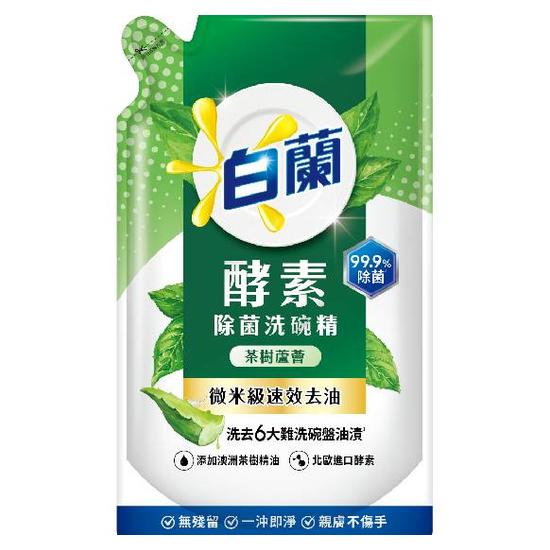 白蘭
酵素
99.9%
除菌
除菌洗碗精
茶樹蘆薈
微米級速效去油
洗去6大難洗碗盤油漬
添加澳洲茶樹精油 北歐進口酵素
無殘留 一沖即淨 親膚不傷手